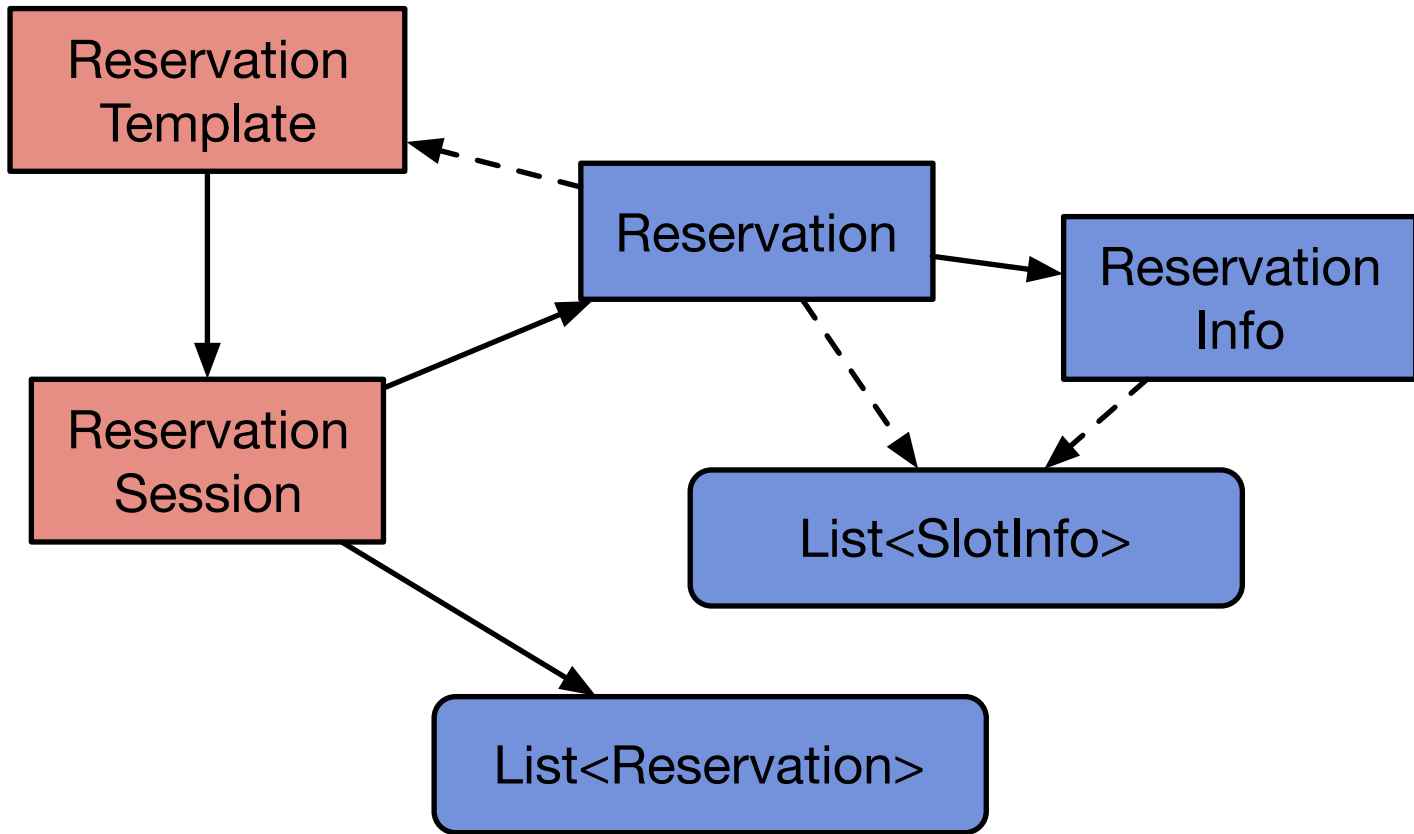 Reservation
Template
Reservation
Reservation
Info
Reservation
Session
List<SlotInfo>
List<Reservation>